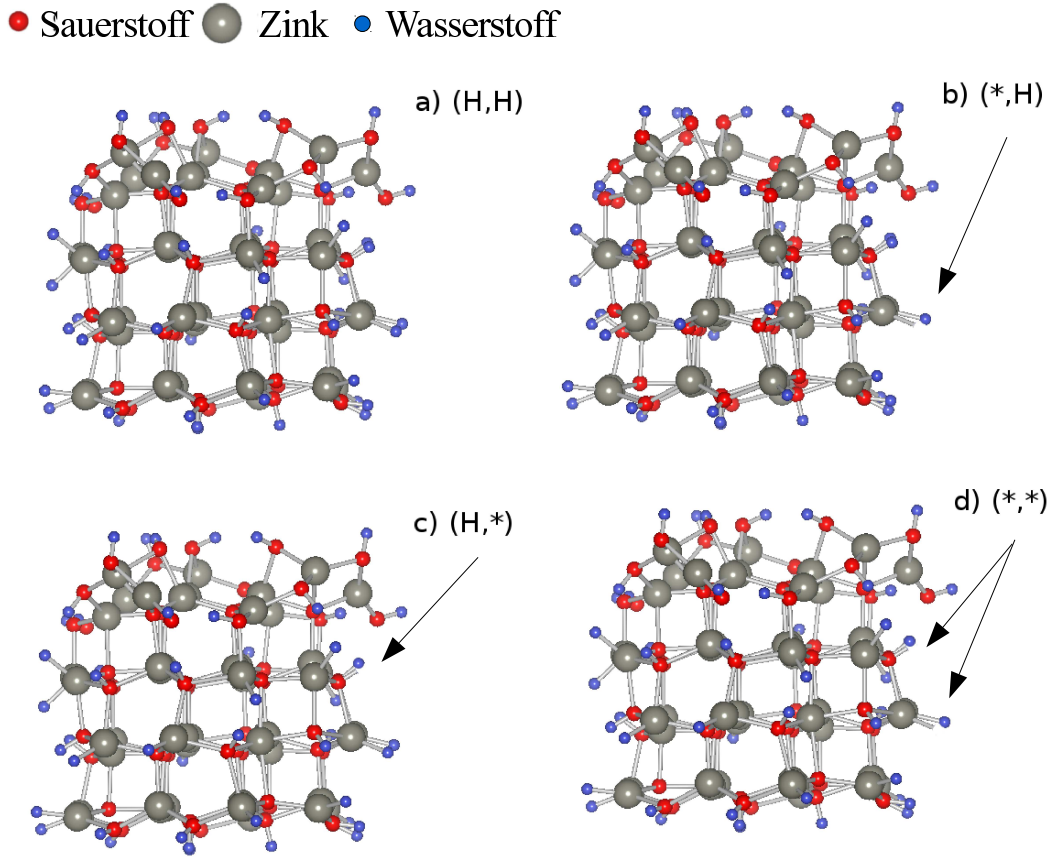 Sauerstoff Zink Wasserstoff
a) (H,H)
b) (*,H)
c) (H,*)
d) (*,*)